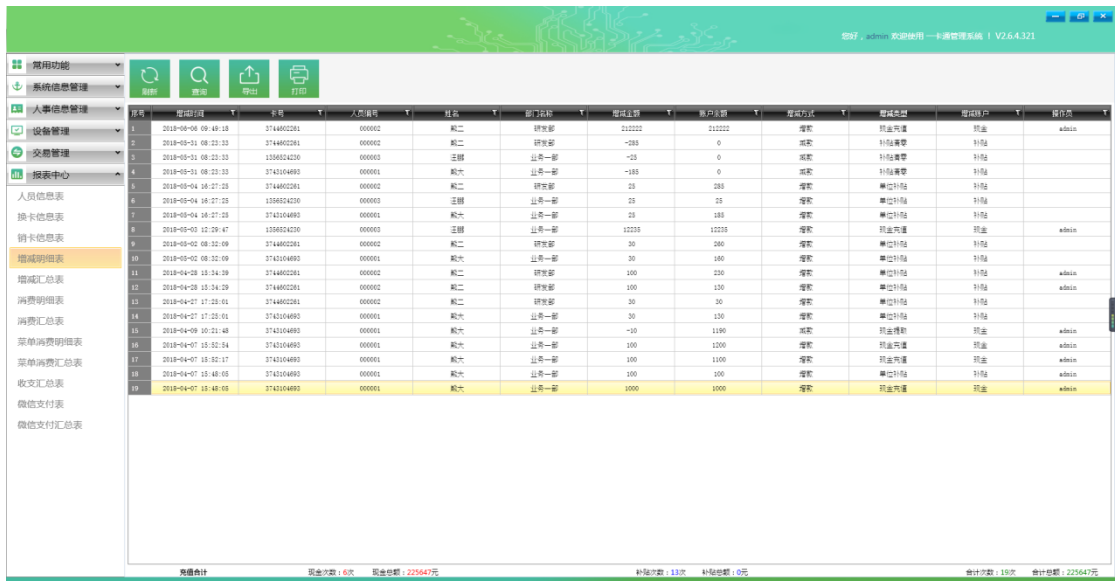 您好，admin 欢迎使用 一卡通管理系统 | V2.6.4.321
常用功能
系统信息管理
人事信息管理
设备管理
交易管理
报表中心
人员信息表
换卡信息表
销卡信息表
增减明细表
增减汇总表
消费明细表
消费汇总表
菜单消费明细表
菜单消费汇总表
收支汇总表
微信支付表
微信支付汇总表
刷新 查询 导出 打印
序号 增减时间 卡号 人员编号 姓名 部门名称 增减金额 账户余额 增减方式 增减类型 增减账户 操作员
1 2018-06-06 09:49:18 3744602261 000002 殴二 研发部 212222 212222 增款 现金充值 现金 admin
2 2018-05-31 08:23:33 3744602261 000002 殴二 研发部 -285 0 减款 补贴清零 补贴
3 2018-05-31 08:23:33 1356524230 000003 汪鹏 业务一部 -25 0 减款 补贴清零 补贴
4 2018-05-31 08:23:33 3743104693 000001 殴大 业务一部 -185 0 减款 补贴清零 补贴
5 2018-05-04 16:27:25 3744602261 000002 殴二 研发部 25 285 增款 单位补贴 补贴
6 2018-05-04 16:27:25 1356524230 000003 汪鹏 业务一部 25 25 增款 单位补贴 补贴
7 2018-05-04 16:27:25 3743104693 000001 殴大 业务一部 25 185 增款 单位补贴 补贴
8 2018-05-03 12:29:47 1356524230 000003 汪鹏 业务一部 12235 12235 增款 现金充值 现金 admin
9 2018-05-02 08:32:09 3744602261 000002 殴二 研发部 30 260 增款 单位补贴 补贴
10 2018-05-02 08:32:09 3743104693 000001 殴大 业务一部 30 160 增款 单位补贴 补贴
11 2018-04-28 15:34:39 3744602261 000002 殴二 研发部 100 230 增款 单位补贴 补贴 admin
12 2018-04-28 15:34:29 3744602261 000002 殴二 研发部 100 130 增款 单位补贴 补贴 admin
13 2018-04-27 17:25:01 3744602261 000002 殴二 研发部 30 30 增款 单位补贴 补贴
14 2018-04-27 17:25:01 3743104693 000001 殴大 业务一部 30 130 增款 单位补贴 补贴
15 2018-04-09 10:21:48 3743104693 000001 殴大 业务一部 -10 1190 减款 现金提取 现金 admin
16 2018-04-07 15:52:54 3743104693 000001 殴大 业务一部 100 1200 增款 现金充值 现金 admin
17 2018-04-07 15:52:17 3743104693 000001 殴大 业务一部 100 1100 增款 现金充值 现金 admin
18 2018-04-07 15:48:05 3743104693 000001 殴大 业务一部 100 100 增款 单位补贴 补贴 admin
19 2018-04-07 15:48:05 3743104693 000001 殴大 业务一部 1000 1000 增款 现金充值 现金 admin
充值合计 现金次数：6次 现金总额：225647元 补贴次数：13次 补贴总额：0元 合计次数：19次 合计总额：225647元